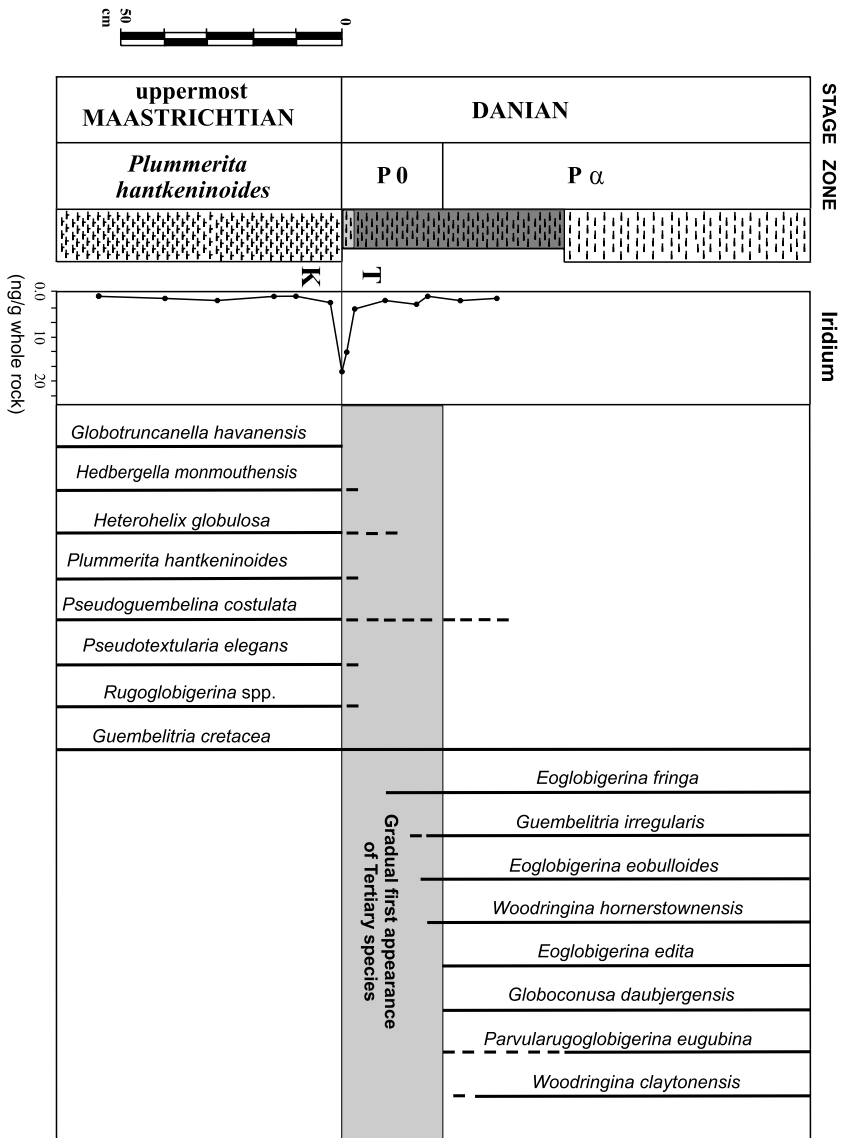 50
cm
0
uppermost
MAASTRICHTIAN
DANIAN
STAGE
Plummerita
hantkeninoides
P 0
P α
ZONE
K
T
0.0
10
20
(ng/g whole rock)
Iridium
Globotruncanella havanensis
Hedbergella monmouthensis
Heterohelix globulosa
Plummerita hantkeninoides
Pseudoguembelina costulata
Pseudotextularia elegans
Rugoglobigerina spp.
Guembelitria cretacea
Eoglobigerina fringa
Guembelitria irregularis
Eoglobigerina eobulloides
Woodringina hornerstownensis
Eoglobigerina edita
Globoconusa daubjergensis
Parvularugoglobigerina eugubina
Woodringina claytonensis
Gradual first appearance
of Tertiary species